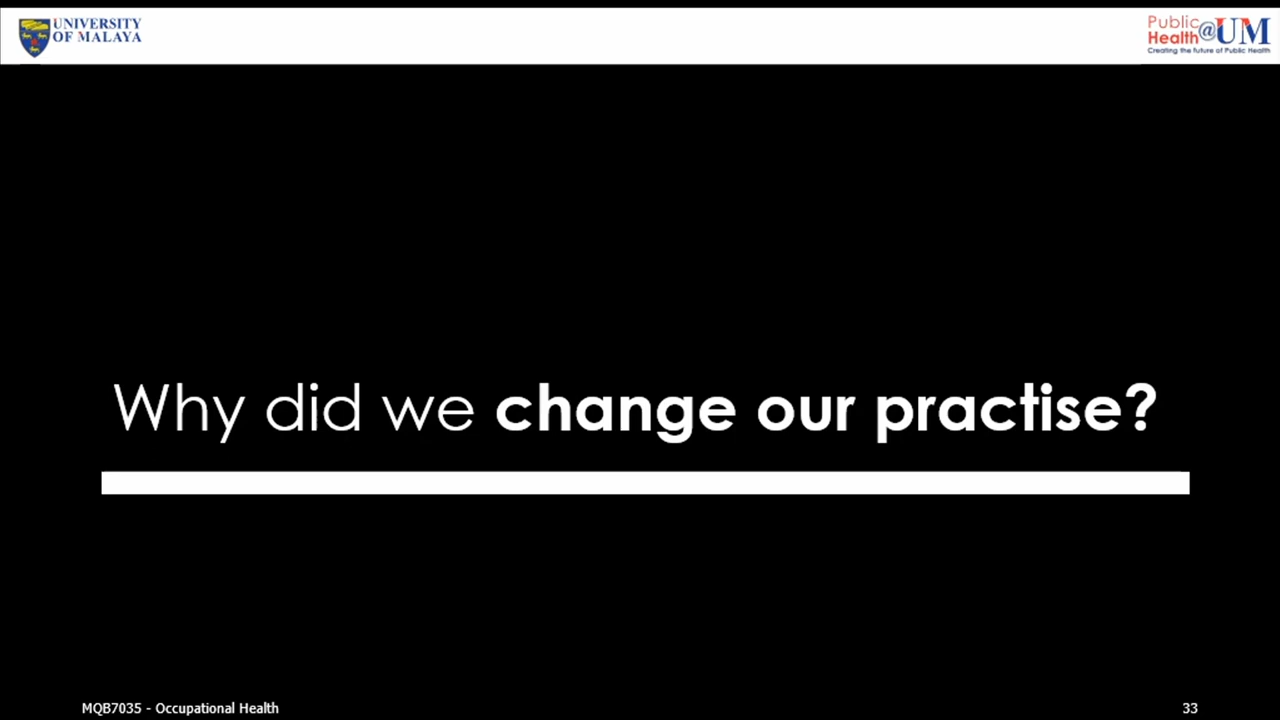 UNIVERSITY
OF MALAYA
Public
Health@UM
Creating the future of Public Health
Why did we change our practise?
MQB7035 - Occupational Health
33